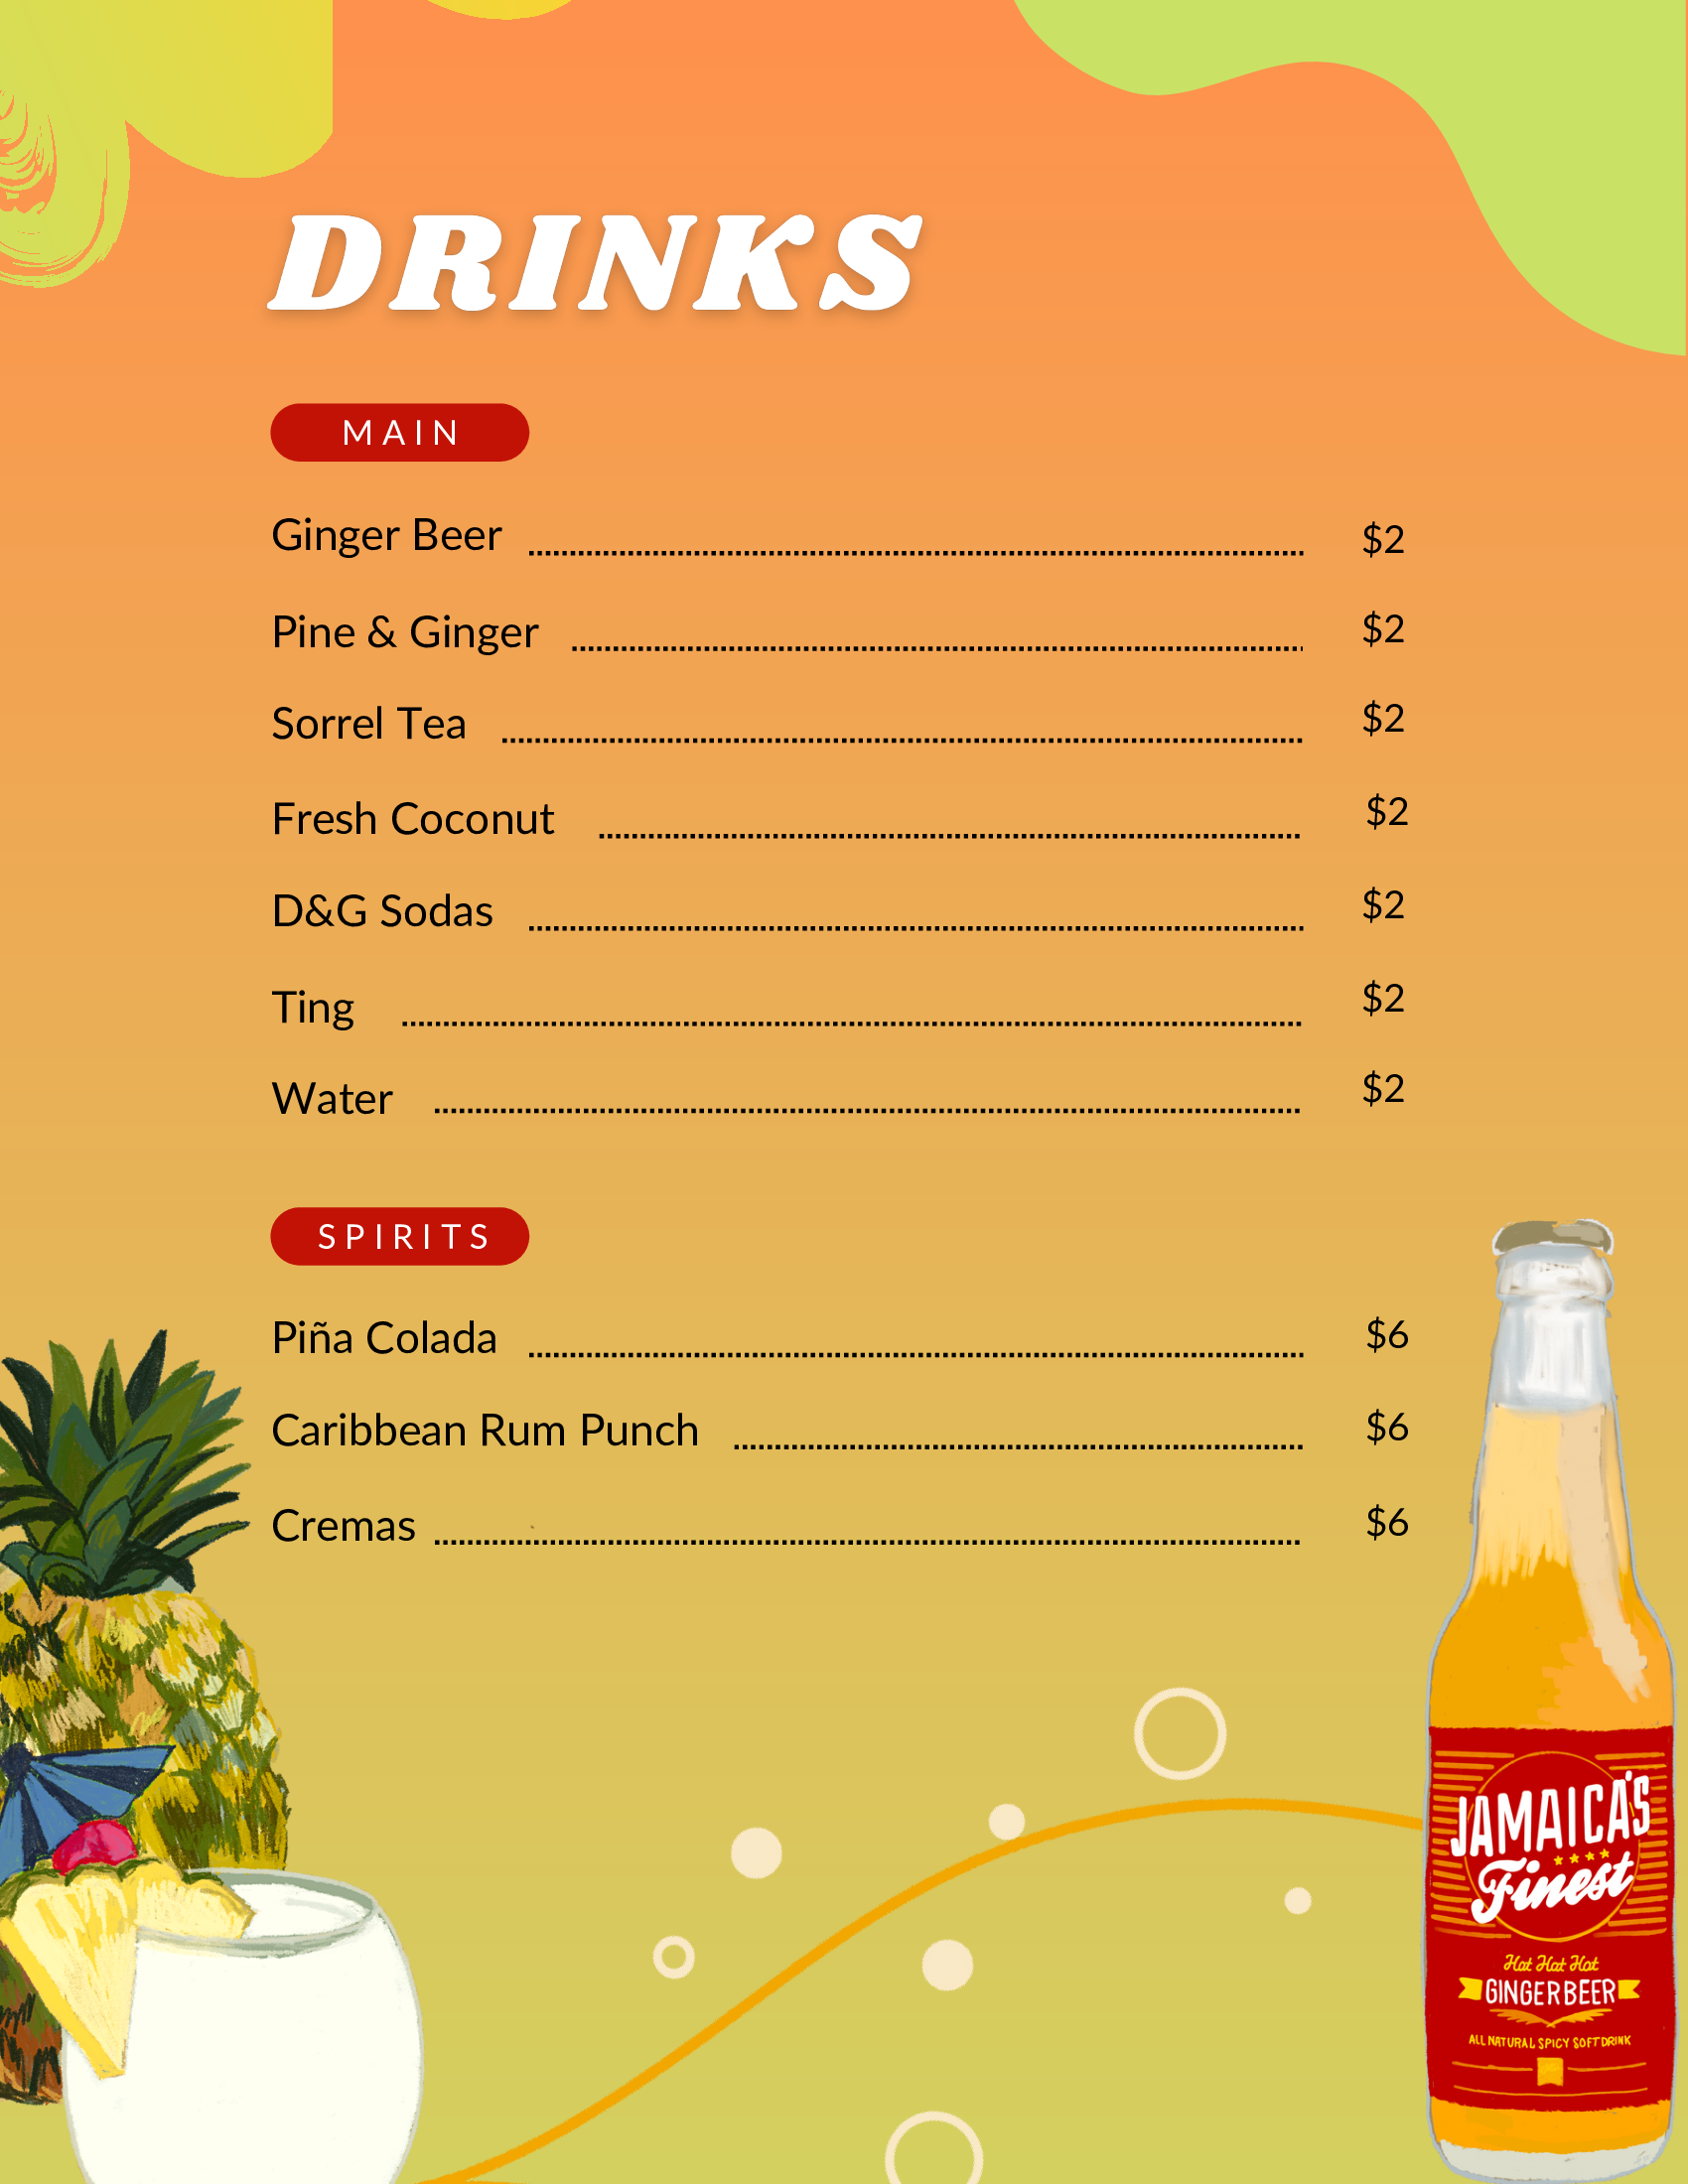 DRINKS
MAIN
Ginger Beer ........ $2
Pine & Ginger ........ $2
Sorrel Tea ........ $2
Fresh Coconut ........ $2
D&G Sodas ........ $2
Ting ........ $2
Water ........ $2
SPIRITS
Piña Colada ........ $6
Caribbean Rum Punch ........ $6
Cremas ........ $6
JAMAICA'S
Finest
Hot Hot Hot
GINGER BEER
ALL NATURAL SPICY SOFT DRINK